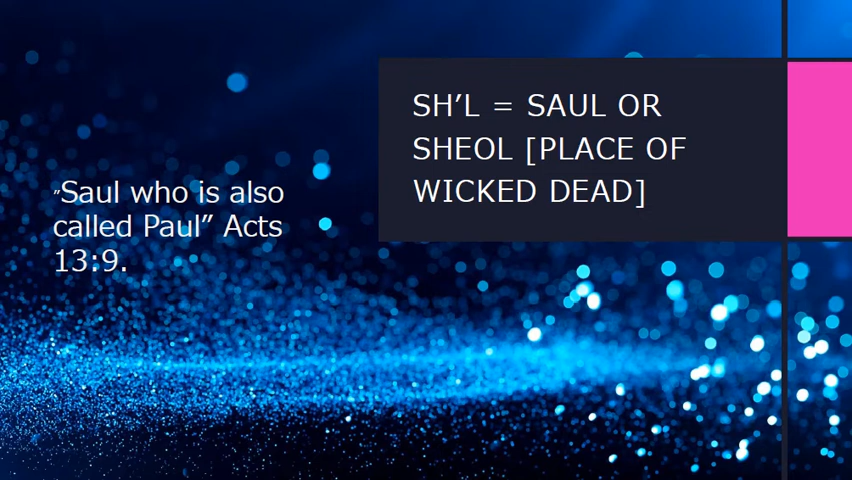 SH’L = SAUL OR
SHEOL [PLACE OF
WICKED DEAD]
”Saul who is also
called Paul” Acts
13:9.